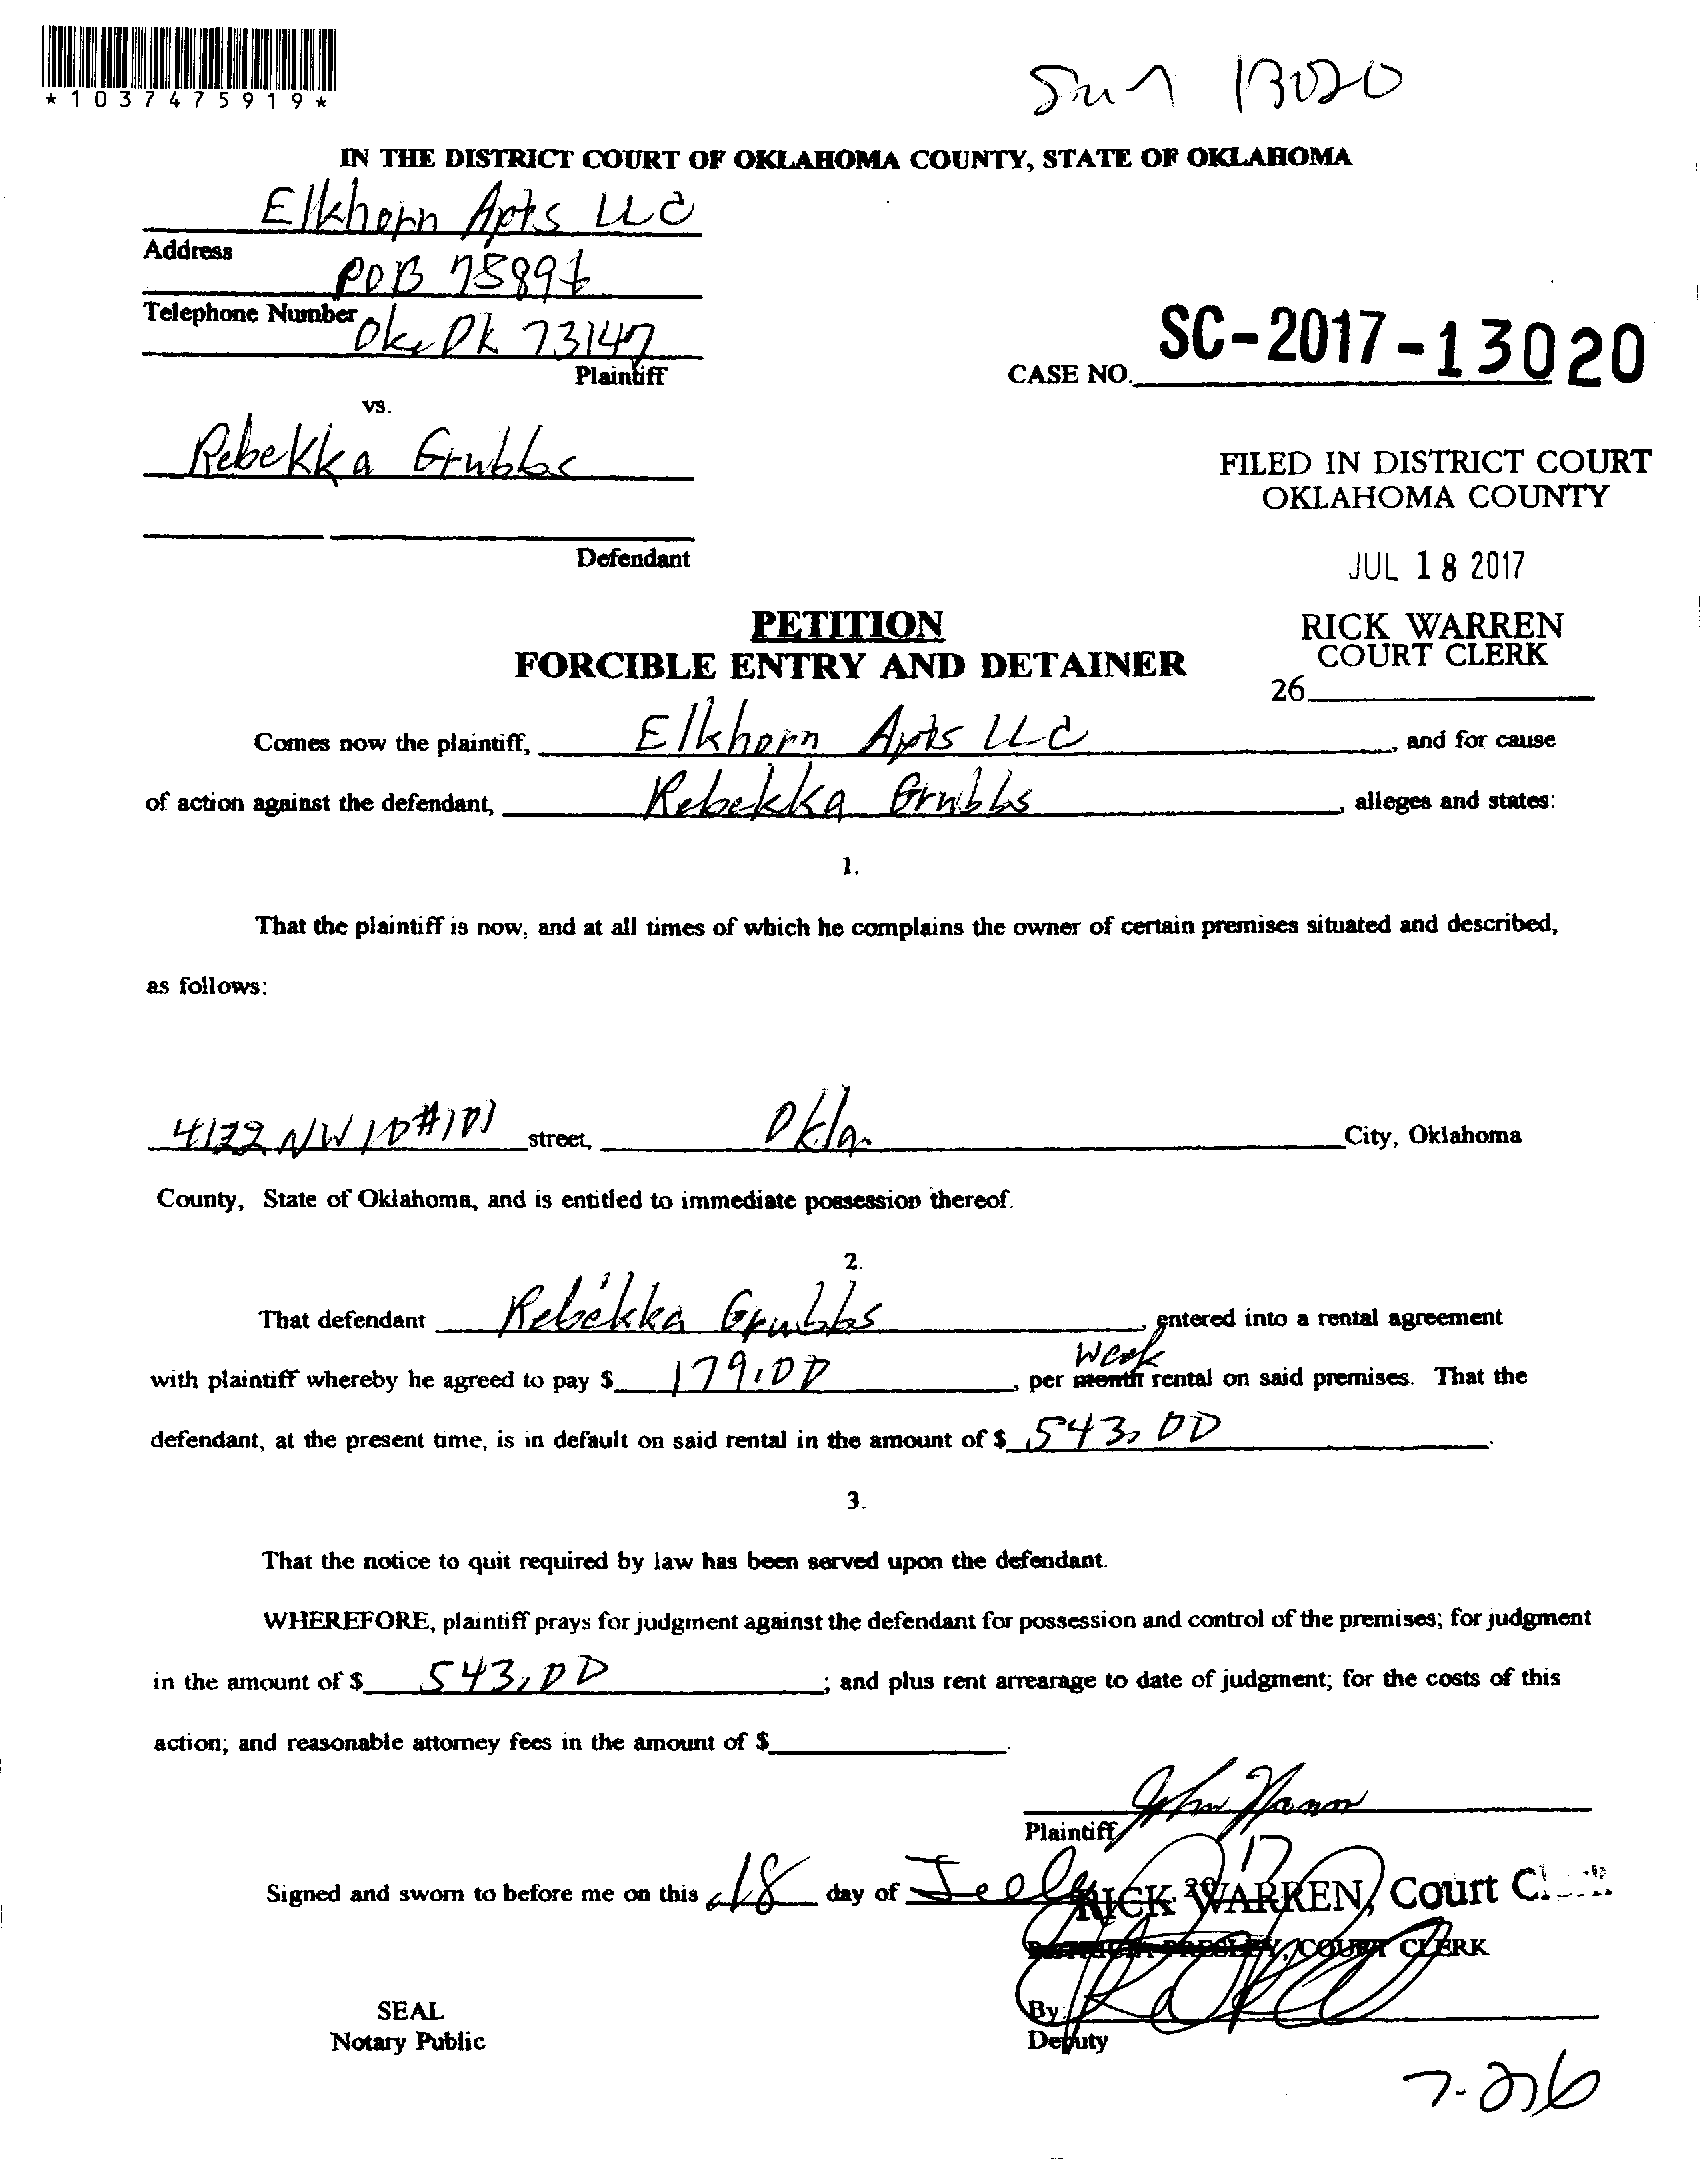 *1037475919*
13020
IN THE DISTRICT COURT OF OKLAHOMA COUNTY, STATE OF OKLAHOMA
Elkhorn Apts LLC
Address
POB 75896
Telephone Number
Ok 73147
Plaintiff
CASE NO. SC-2017-13020
vs.
Rebekka Grubbs
FILED IN DISTRICT COURT
OKLAHOMA COUNTY
Defendant
JUL 18 2017
PETITION
RICK WARREN
FORCIBLE ENTRY AND DETAINER
COURT CLERK
26
Comes now the plaintiff, Elkhorn Apts LLC, and for cause
of action against the defendant, Rebekka Grubbs, alleges and states:
1.
That the plaintiff is now, and at all times of which he complains the owner of certain premises situated and described,
as follows:
4122 NW 10 #101 street, Okla. City, Oklahoma
County, State of Oklahoma, and is entitled to immediate possession thereof.
2.
That defendant Rebekka Grubbs, entered into a rental agreement
Week
with plaintiff whereby he agreed to pay $ 179.00, per month rental on said premises. That the
defendant, at the present time, is in default on said rental in the amount of $ 543.00.
3.
That the notice to quit required by law has been served upon the defendant.
WHEREFORE, plaintiff prays for judgment against the defendant for possession and control of the premises; for judgment
in the amount of $ 543.00; and plus rent arrearage to date of judgment; for the costs of this
action; and reasonable attorney fees in the amount of $
Plaintiff
Signed and sworn to before me on this 18 day of July 2017
RICK WARREN, Court
PRESLEY, COURT CLERK
SEAL
By
Notary Public
Deputy